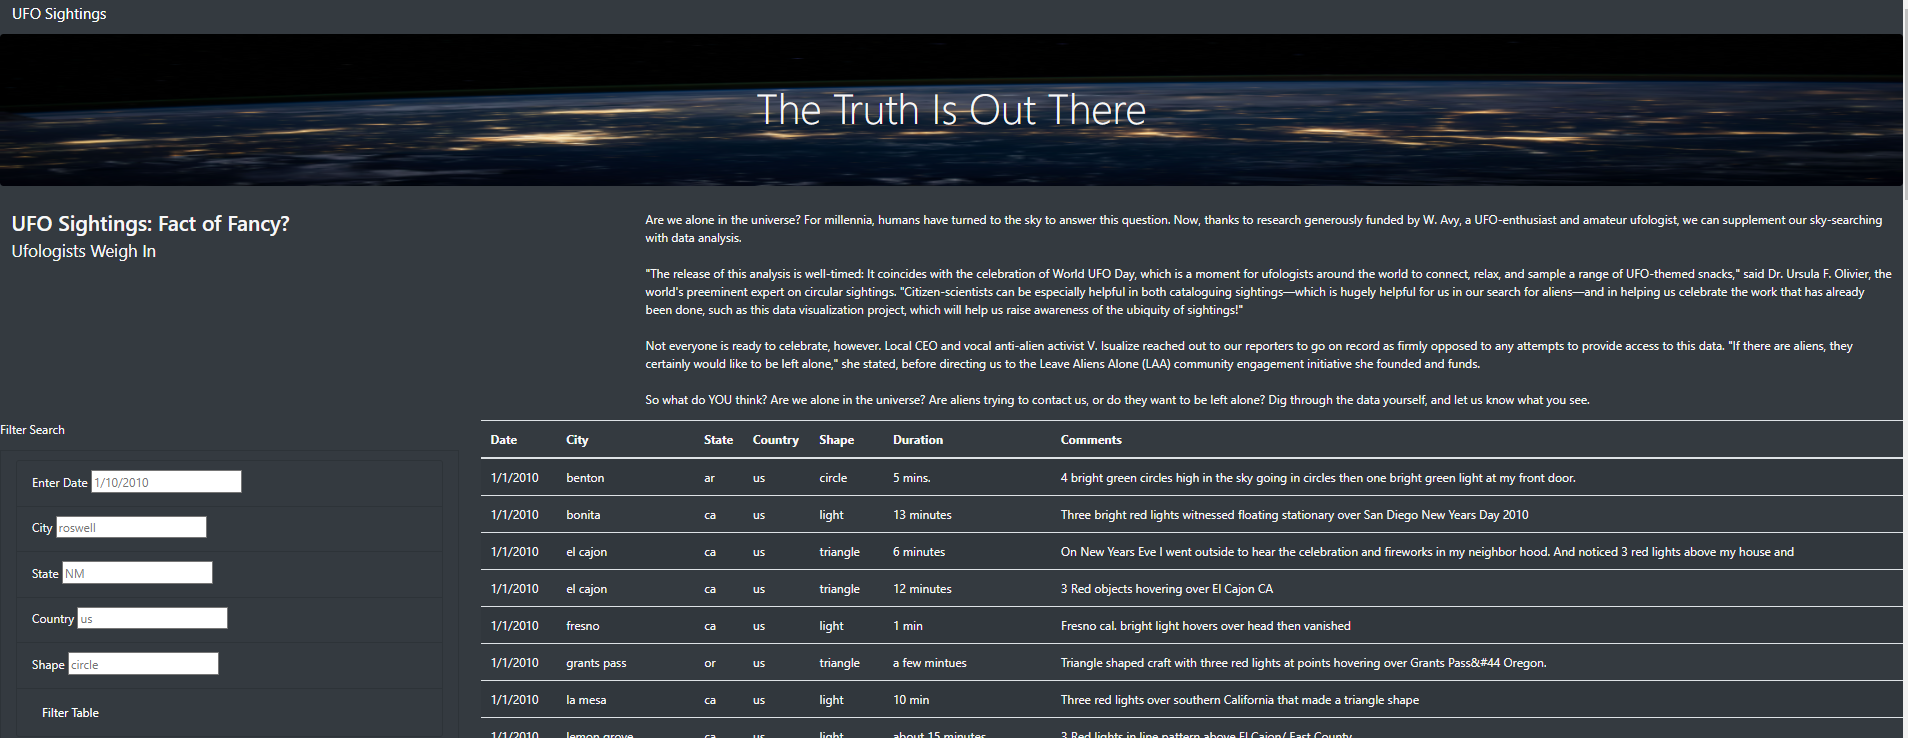 UFO Sightings
The Truth Is Out There
UFO Sightings: Fact of Fancy?
Ufologists Weigh In
Are we alone in the universe? For millennia, humans have turned to the sky to answer this question. Now, thanks to research generously funded by W. Avy, a UFO-enthusiast and amateur ufologist, we can supplement our sky-searching
with data analysis.
"The release of this analysis is well-timed: It coincides with the celebration of World UFO Day, which is a moment for ufologists around the world to connect, relax, and sample a range of UFO-themed snacks," said Dr. Ursula F. Olivier, the
world's preeminent expert on circular sightings. "Citizen-scientists can be especially helpful in both cataloguing sightings—which is hugely helpful for us in our search for aliens—and in helping us celebrate the work that has already
been done, such as this data visualization project, which will help us raise awareness of the ubiquity of sightings!"
Not everyone is ready to celebrate, however. Local CEO and vocal anti-alien activist V. Isualize reached out to our reporters to go on record as firmly opposed to any attempts to provide access to this data. "If there are aliens, they
certainly would like to be left alone," she stated, before directing us to the Leave Aliens Alone (LAA) community engagement initiative she founded and funds.
So what do YOU think? Are we alone in the universe? Are aliens trying to contact us, or do they want to be left alone? Dig through the data yourself, and let us know what you see.
Filter Search
Enter Date 1/10/2010
City roswell
State NM
Country us
Shape circle
Filter Table
Date City State Country Shape Duration Comments
1/1/2010 benton ar us circle 5 mins. 4 bright green circles high in the sky going in circles then one bright green light at my front door.
1/1/2010 bonita ca us light 13 minutes Three bright red lights witnessed floating stationary over San Diego New Years Day 2010
1/1/2010 el cajon ca us triangle 6 minutes On New Years Eve I went outside to hear the celebration and fireworks in my neighbor hood. And noticed 3 red lights above my house and
1/1/2010 el cajon ca us triangle 12 minutes 3 Red objects hovering over El Cajon CA
1/1/2010 fresno ca us light 1 min Fresno cal. bright light hovers over head then vanished
1/1/2010 grants pass or us triangle a few mintues Triangle shaped craft with three red lights at points hovering over Grants Pass&#44 Oregon.
1/1/2010 la mesa ca us light 10 min Three red lights over southern California that made a triangle shape
1/1/2010 lemon grove ca us light about 15 minutes 3 Red lights in line pattern above El Cajon/ East County